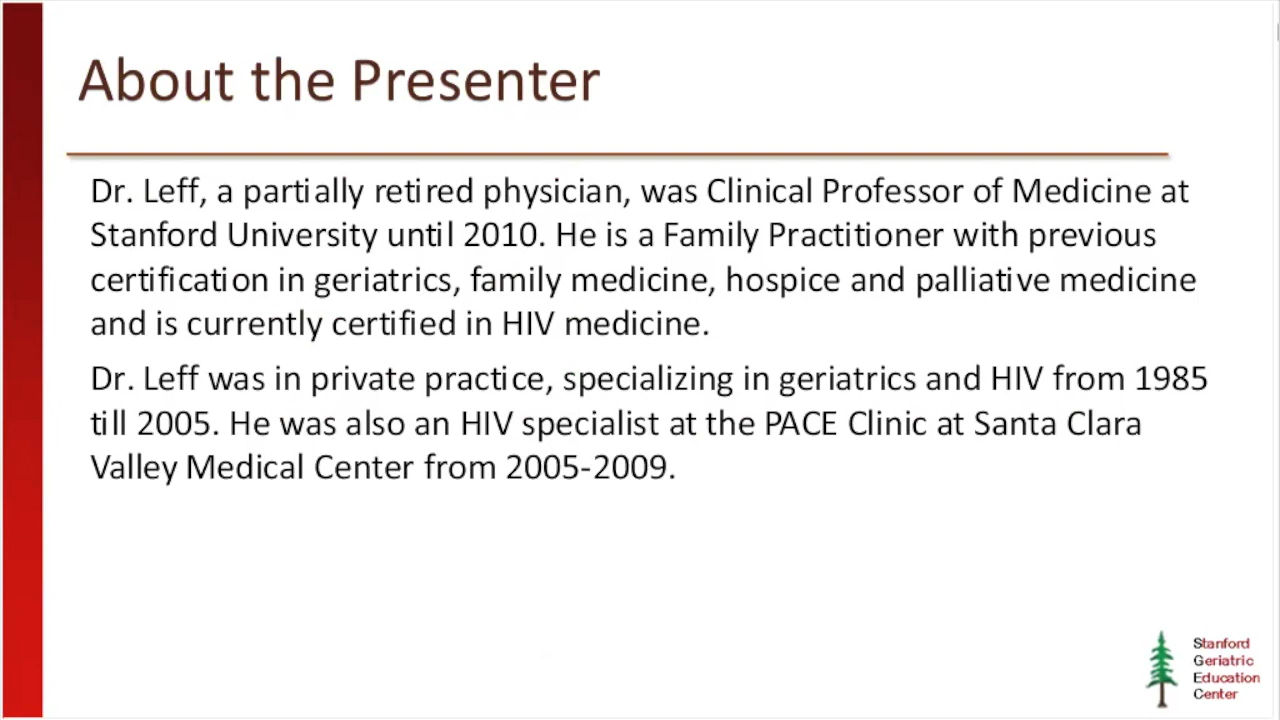 About the Presenter
Dr. Leff, a partially retired physician, was Clinical Professor of Medicine at
Stanford University until 2010. He is a Family Practitioner with previous
certification in geriatrics, family medicine, hospice and palliative medicine
and is currently certified in HIV medicine.
Dr. Leff was in private practice, specializing in geriatrics and HIV from 1985
till 2005. He was also an HIV specialist at the PACE Clinic at Santa Clara
Valley Medical Center from 2005-2009.
Stanford
Geriatric
Education
Center